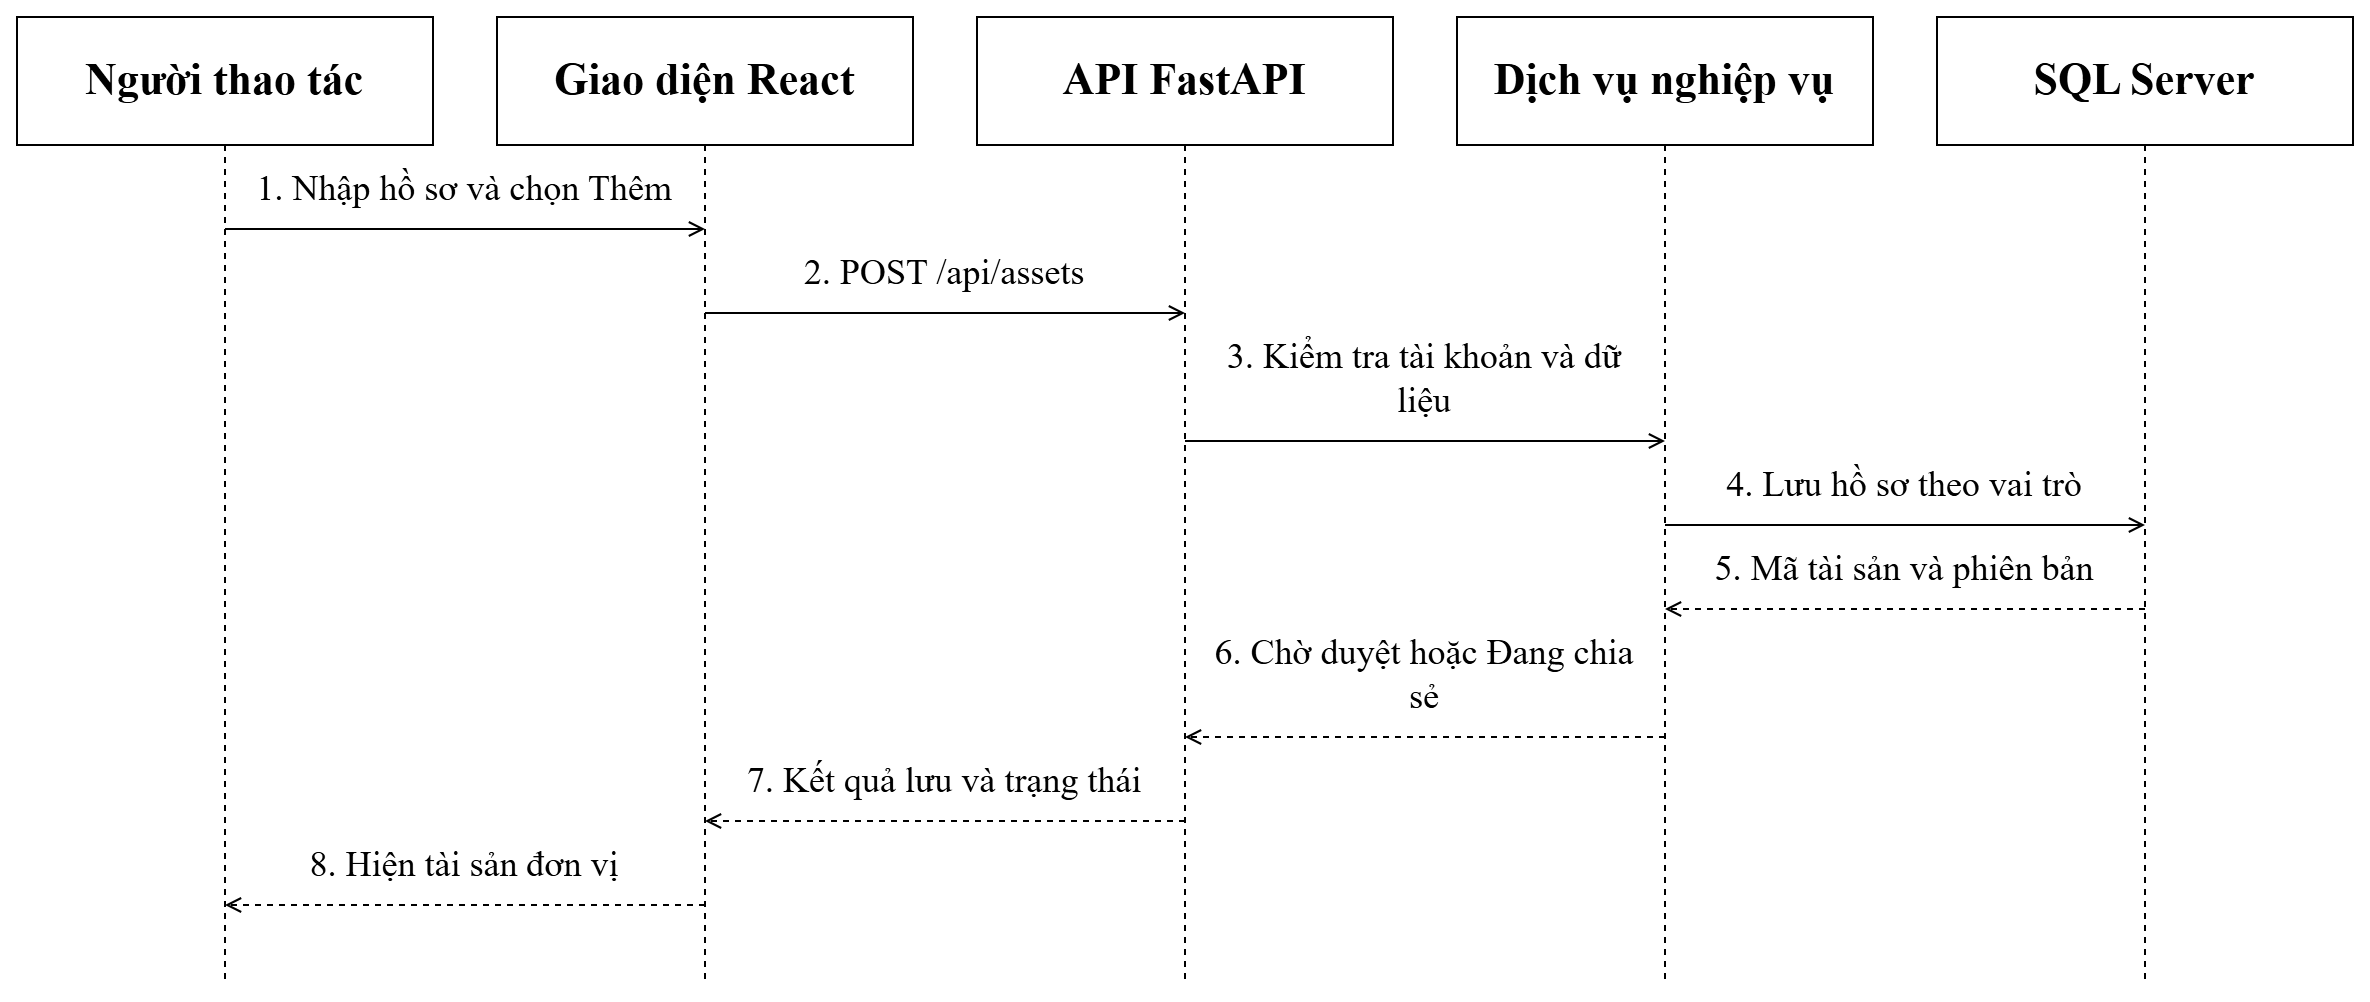 Người thao tác
Giao diện React
API FastAPI
Dịch vụ nghiệp vụ
SQL Server
1. Nhập hồ sơ và chọn Thêm
2. POST /api/assets
3. Kiểm tra tài khoản và dữ
liệu
4. Lưu hồ sơ theo vai trò
5. Mã tài sản và phiên bản
6. Chờ duyệt hoặc Đang chia
sẻ
7. Kết quả lưu và trạng thái
8. Hiện tài sản đơn vị